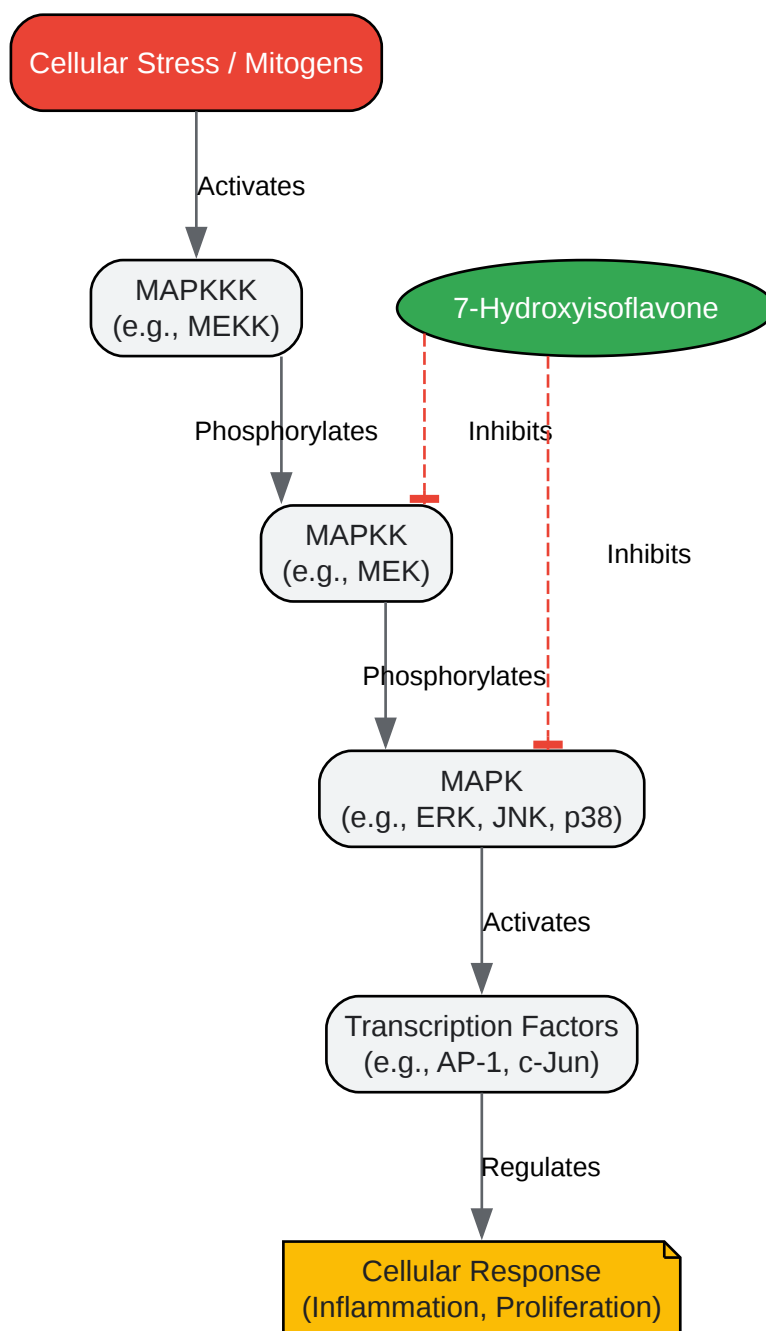 Cellular Stress / Mitogens
Activates
MAPKKK
(e.g., MEKK)
7-Hydroxyisoflavone
Phosphorylates
Inhibits
MAPKK
(e.g., MEK)
Inhibits
Phosphorylates
MAPK
(e.g., ERK, JNK, p38)
Activates
Transcription Factors
(e.g., AP-1, c-Jun)
Regulates
Cellular Response
(Inflammation, Proliferation)